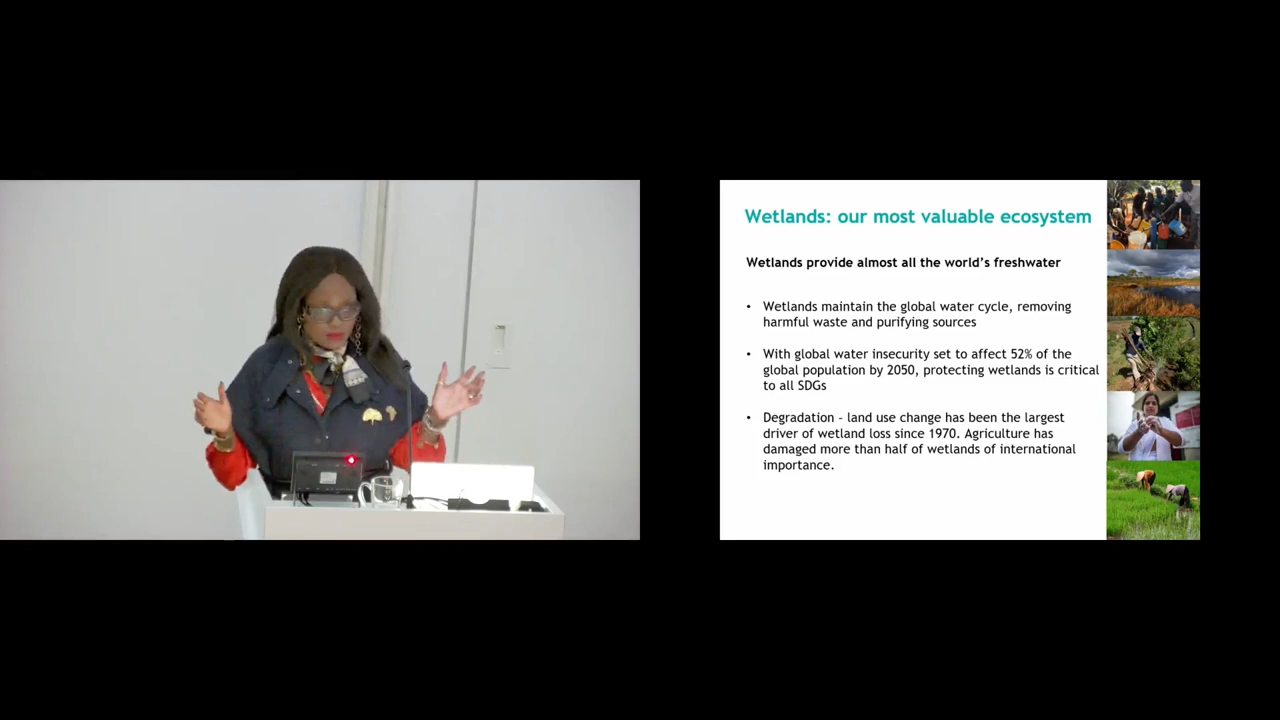 Wetlands: our most valuable ecosystem
Wetlands provide almost all the world's freshwater
• Wetlands maintain the global water cycle, removing
harmful waste and purifying sources
• With global water insecurity set to affect 52% of the
global population by 2050, protecting wetlands is critical
to all SDGs
• Degradation – land use change has been the largest
driver of wetland loss since 1970. Agriculture has
damaged more than half of wetlands of international
importance.